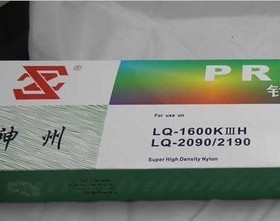 PR
神州
For use on
LQ-1600KⅢH
LQ-2090/2190
Super High Density Nylon